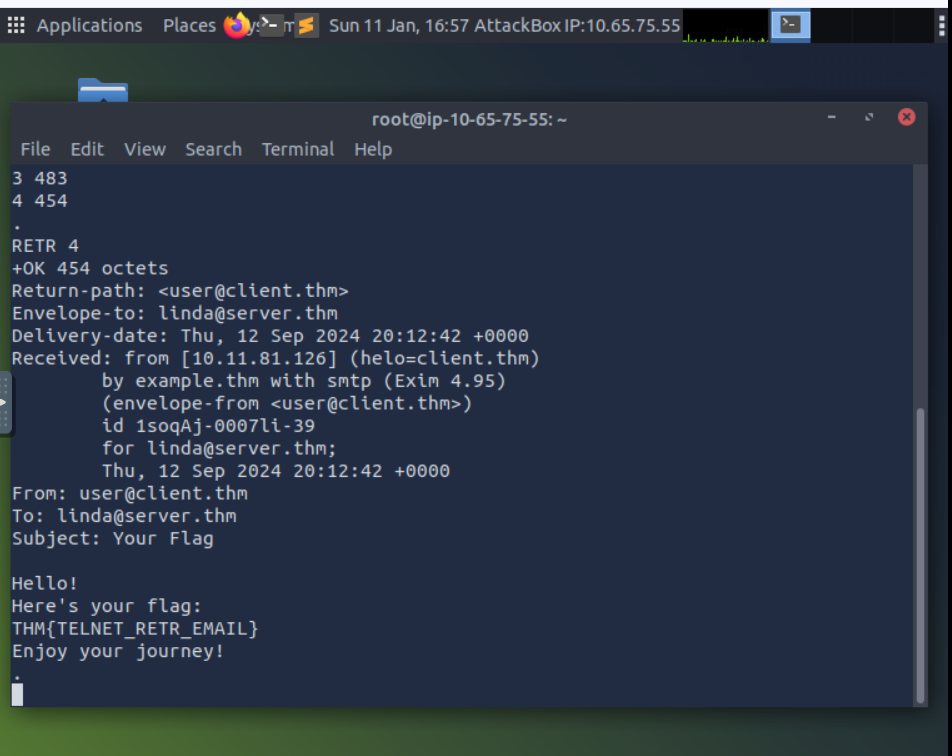 Applications Places Sun 11 Jan, 16:57 AttackBox IP:10.65.75.55
root@ip-10-65-75-55: ~
File Edit View Search Terminal Help
3 483
4 454
.
RETR 4
+OK 454 octets
Return-path: <user@client.thm>
Envelope-to: linda@server.thm
Delivery-date: Thu, 12 Sep 2024 20:12:42 +0000
Received: from [10.11.81.126] (helo=client.thm)
        by example.thm with smtp (Exim 4.95)
        (envelope-from <user@client.thm>)
        id 1soqAj-0007li-39
        for linda@server.thm;
        Thu, 12 Sep 2024 20:12:42 +0000
From: user@client.thm
To: linda@server.thm
Subject: Your Flag

Hello!
Here's your flag:
THM{TELNET_RETR_EMAIL}
Enjoy your journey!
.